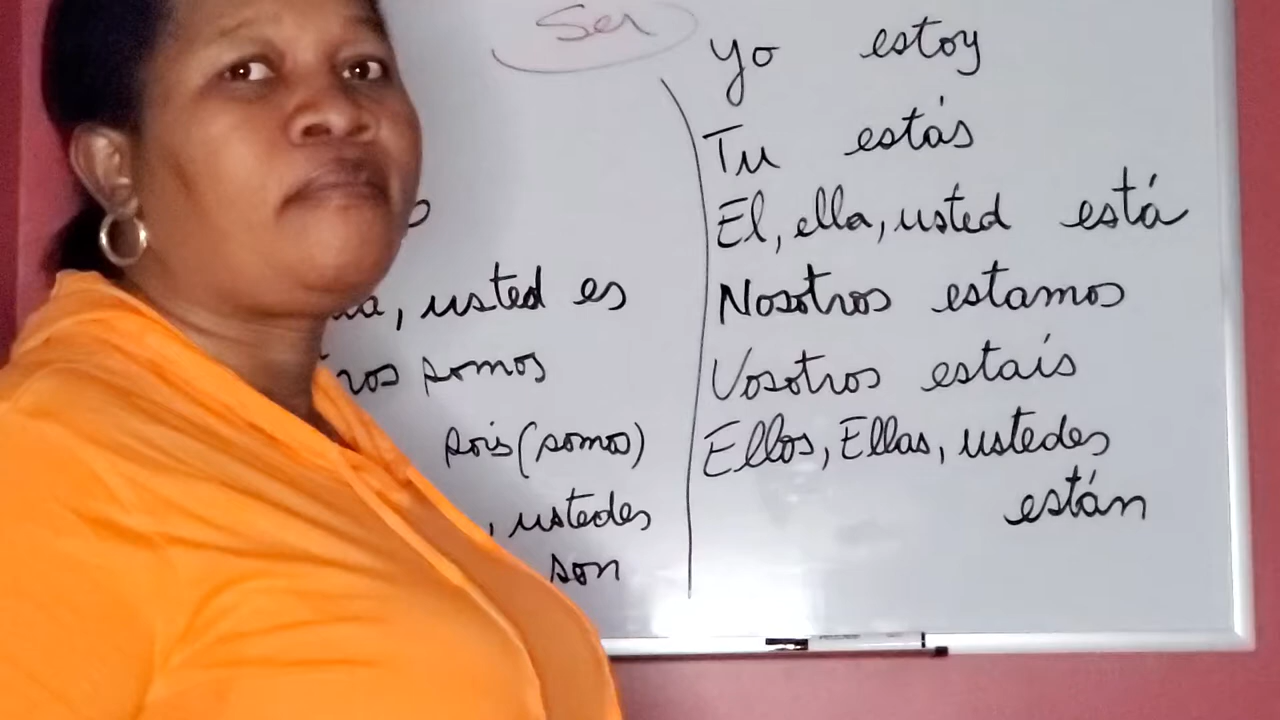 Ser
usted es
somos
sois (somos)
, ustedes
son
yo estoy
Tu estás
El, ella, usted está
Nosotros estamos
Vosotros estaís
Ellos, Ellas, ustedes
están